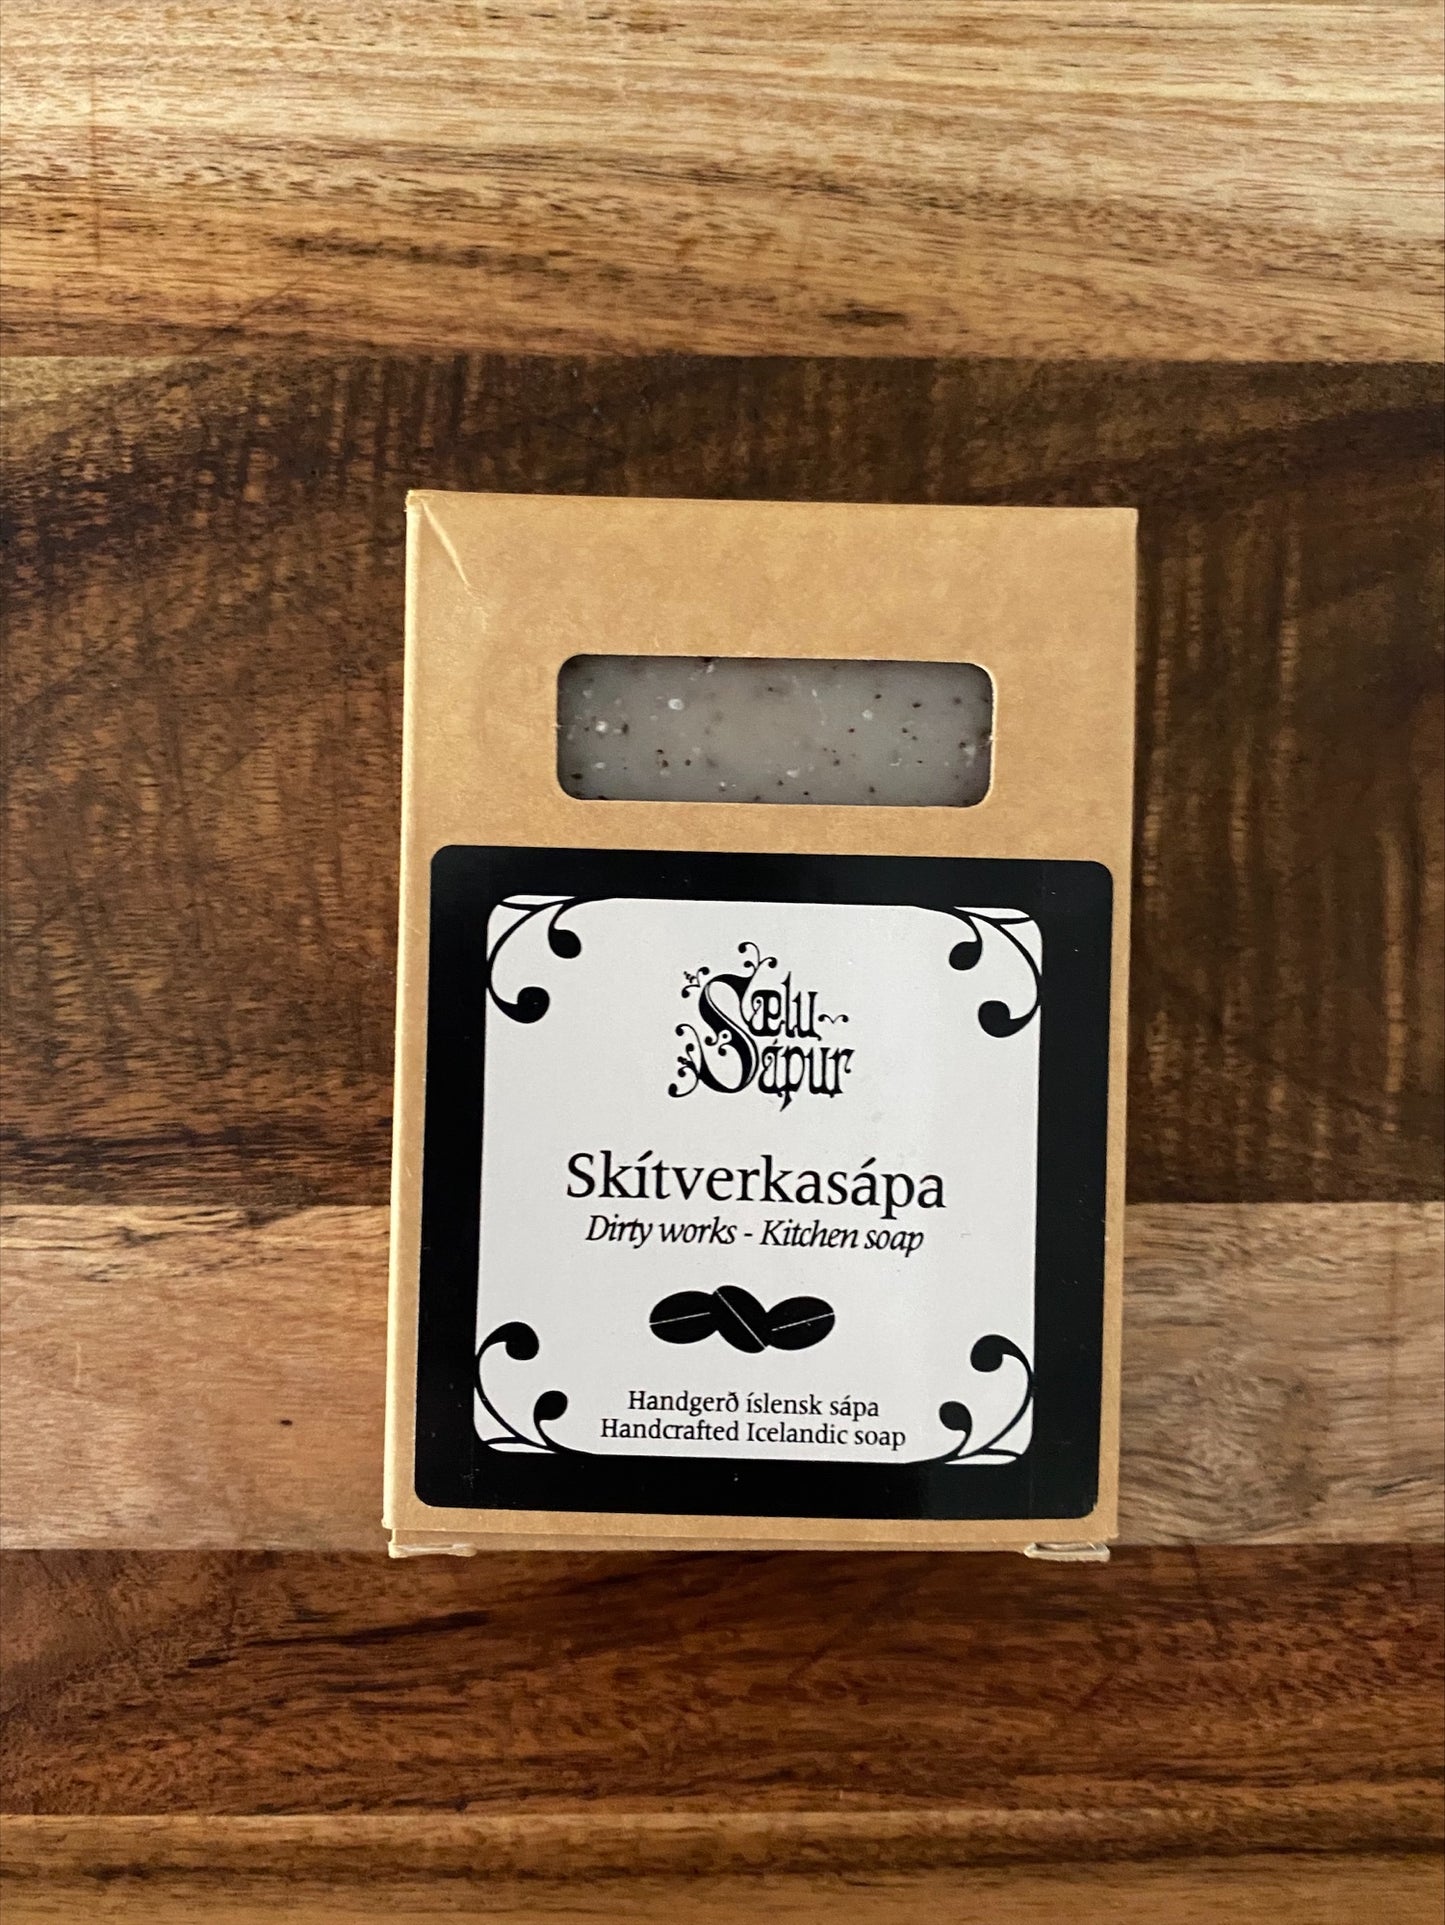 Sælu
Sápur
Skítverkasápa
Dirty works - Kitchen soap
Handgerð íslensk sápa
Handcrafted Icelandic soap